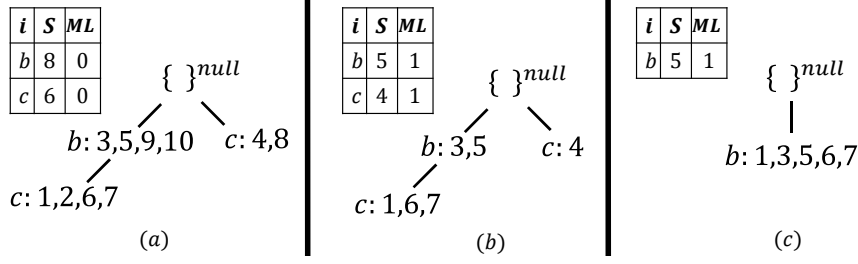 i S ML
b 8 0
c 6 0
{ }null
b: 3,5,9,10 c: 4,8
c: 1,2,6,7
(a)
i S ML
b 5 1
c 4 1
{ }null
b: 3,5 c: 4
c: 1,6,7
(b)
i S ML
b 5 1
{ }null
b: 1,3,5,6,7
(c)